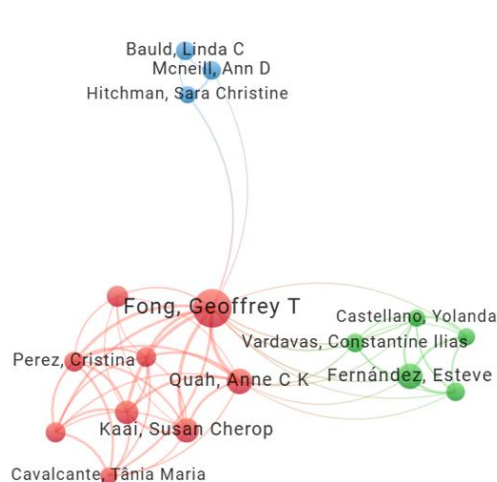 Bauld, Linda C
Mcneill, Ann D
Hitchman, Sara Christine
Fong, Geoffrey T
Castellano, Yolanda
Vardavas, Constantine Ilias
Perez, Cristina
Quah, Anne C K
Fernández, Esteve
Kaai, Susan Cherop
Cavalcante, Tânia Maria